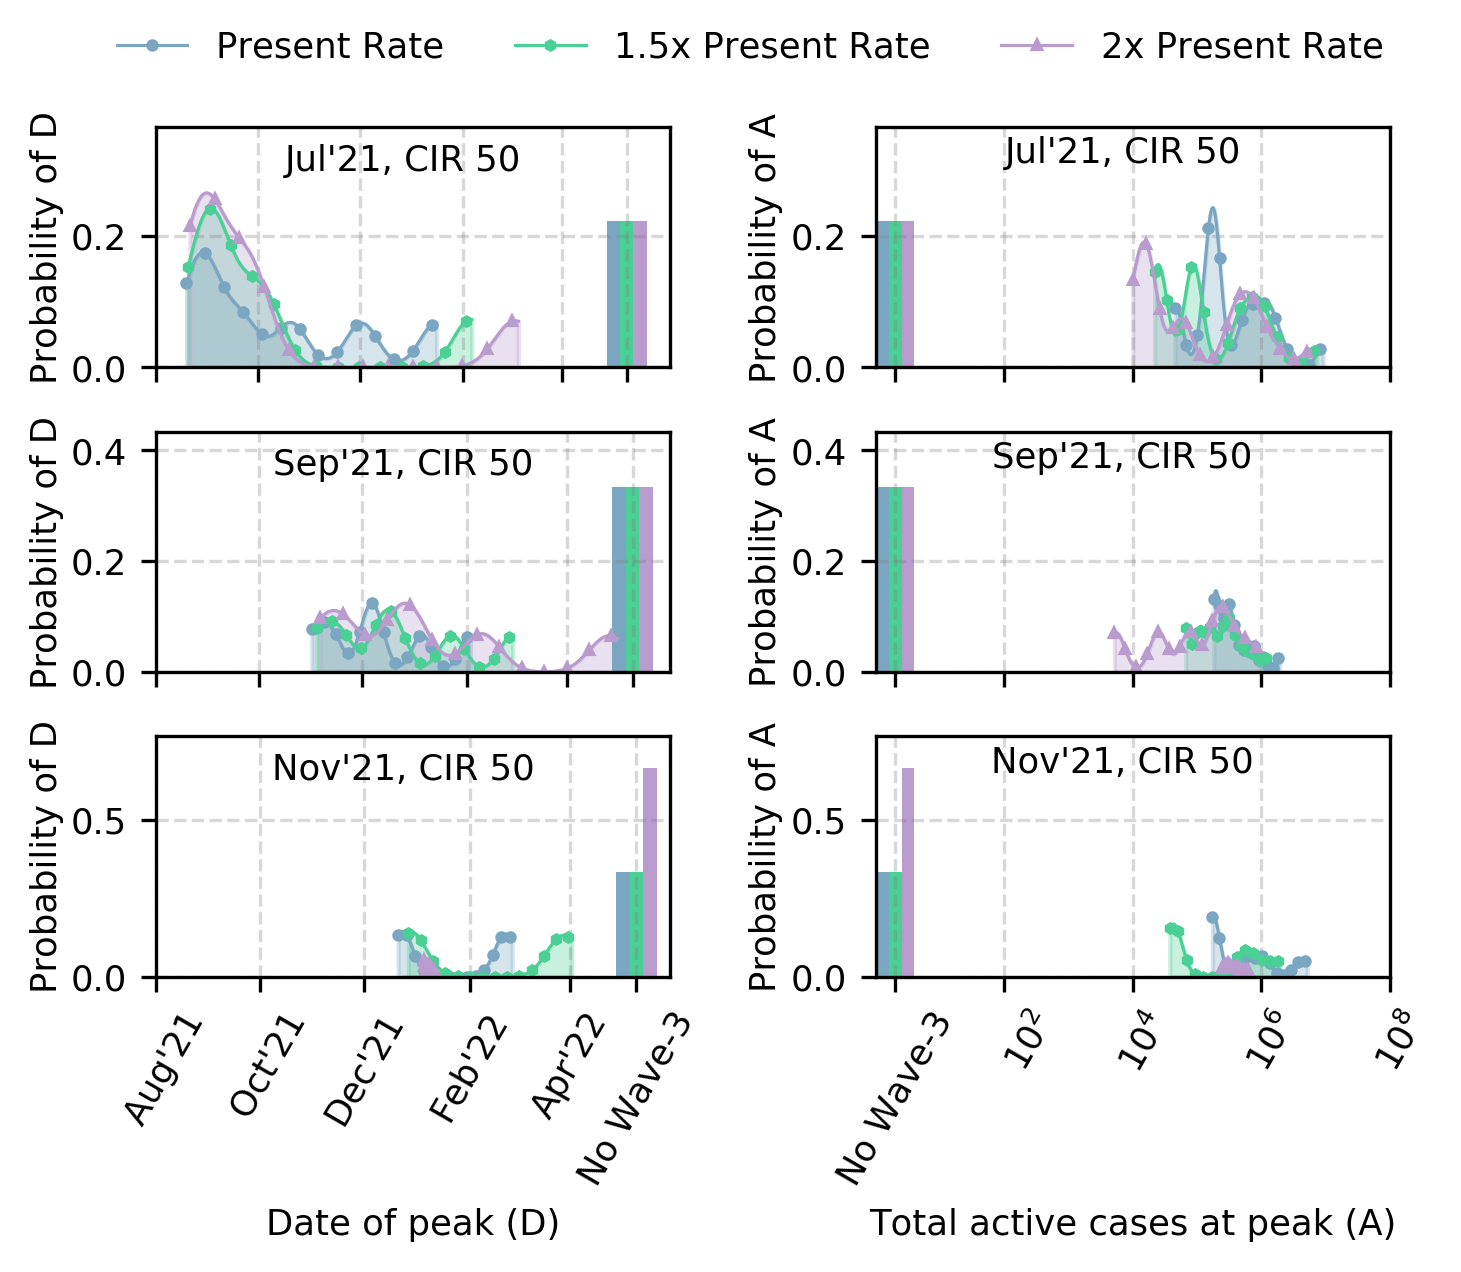 Present Rate
1.5x Present Rate
2x Present Rate
Probability of D
0.2
0.0
Jul'21, CIR 50
Probability of A
0.2
0.0
Jul'21, CIR 50
Probability of D
0.4
0.2
0.0
Sep'21, CIR 50
Probability of A
0.4
0.2
0.0
Sep'21, CIR 50
Probability of D
0.5
0.0
Nov'21, CIR 50
Probability of A
0.5
0.0
Nov'21, CIR 50
Aug'21
Oct'21
Dec'21
Feb'22
Apr'22
No Wave-3
Date of peak (D)
No Wave-3
10²
10⁴
10⁶
10⁸
Total active cases at peak (A)